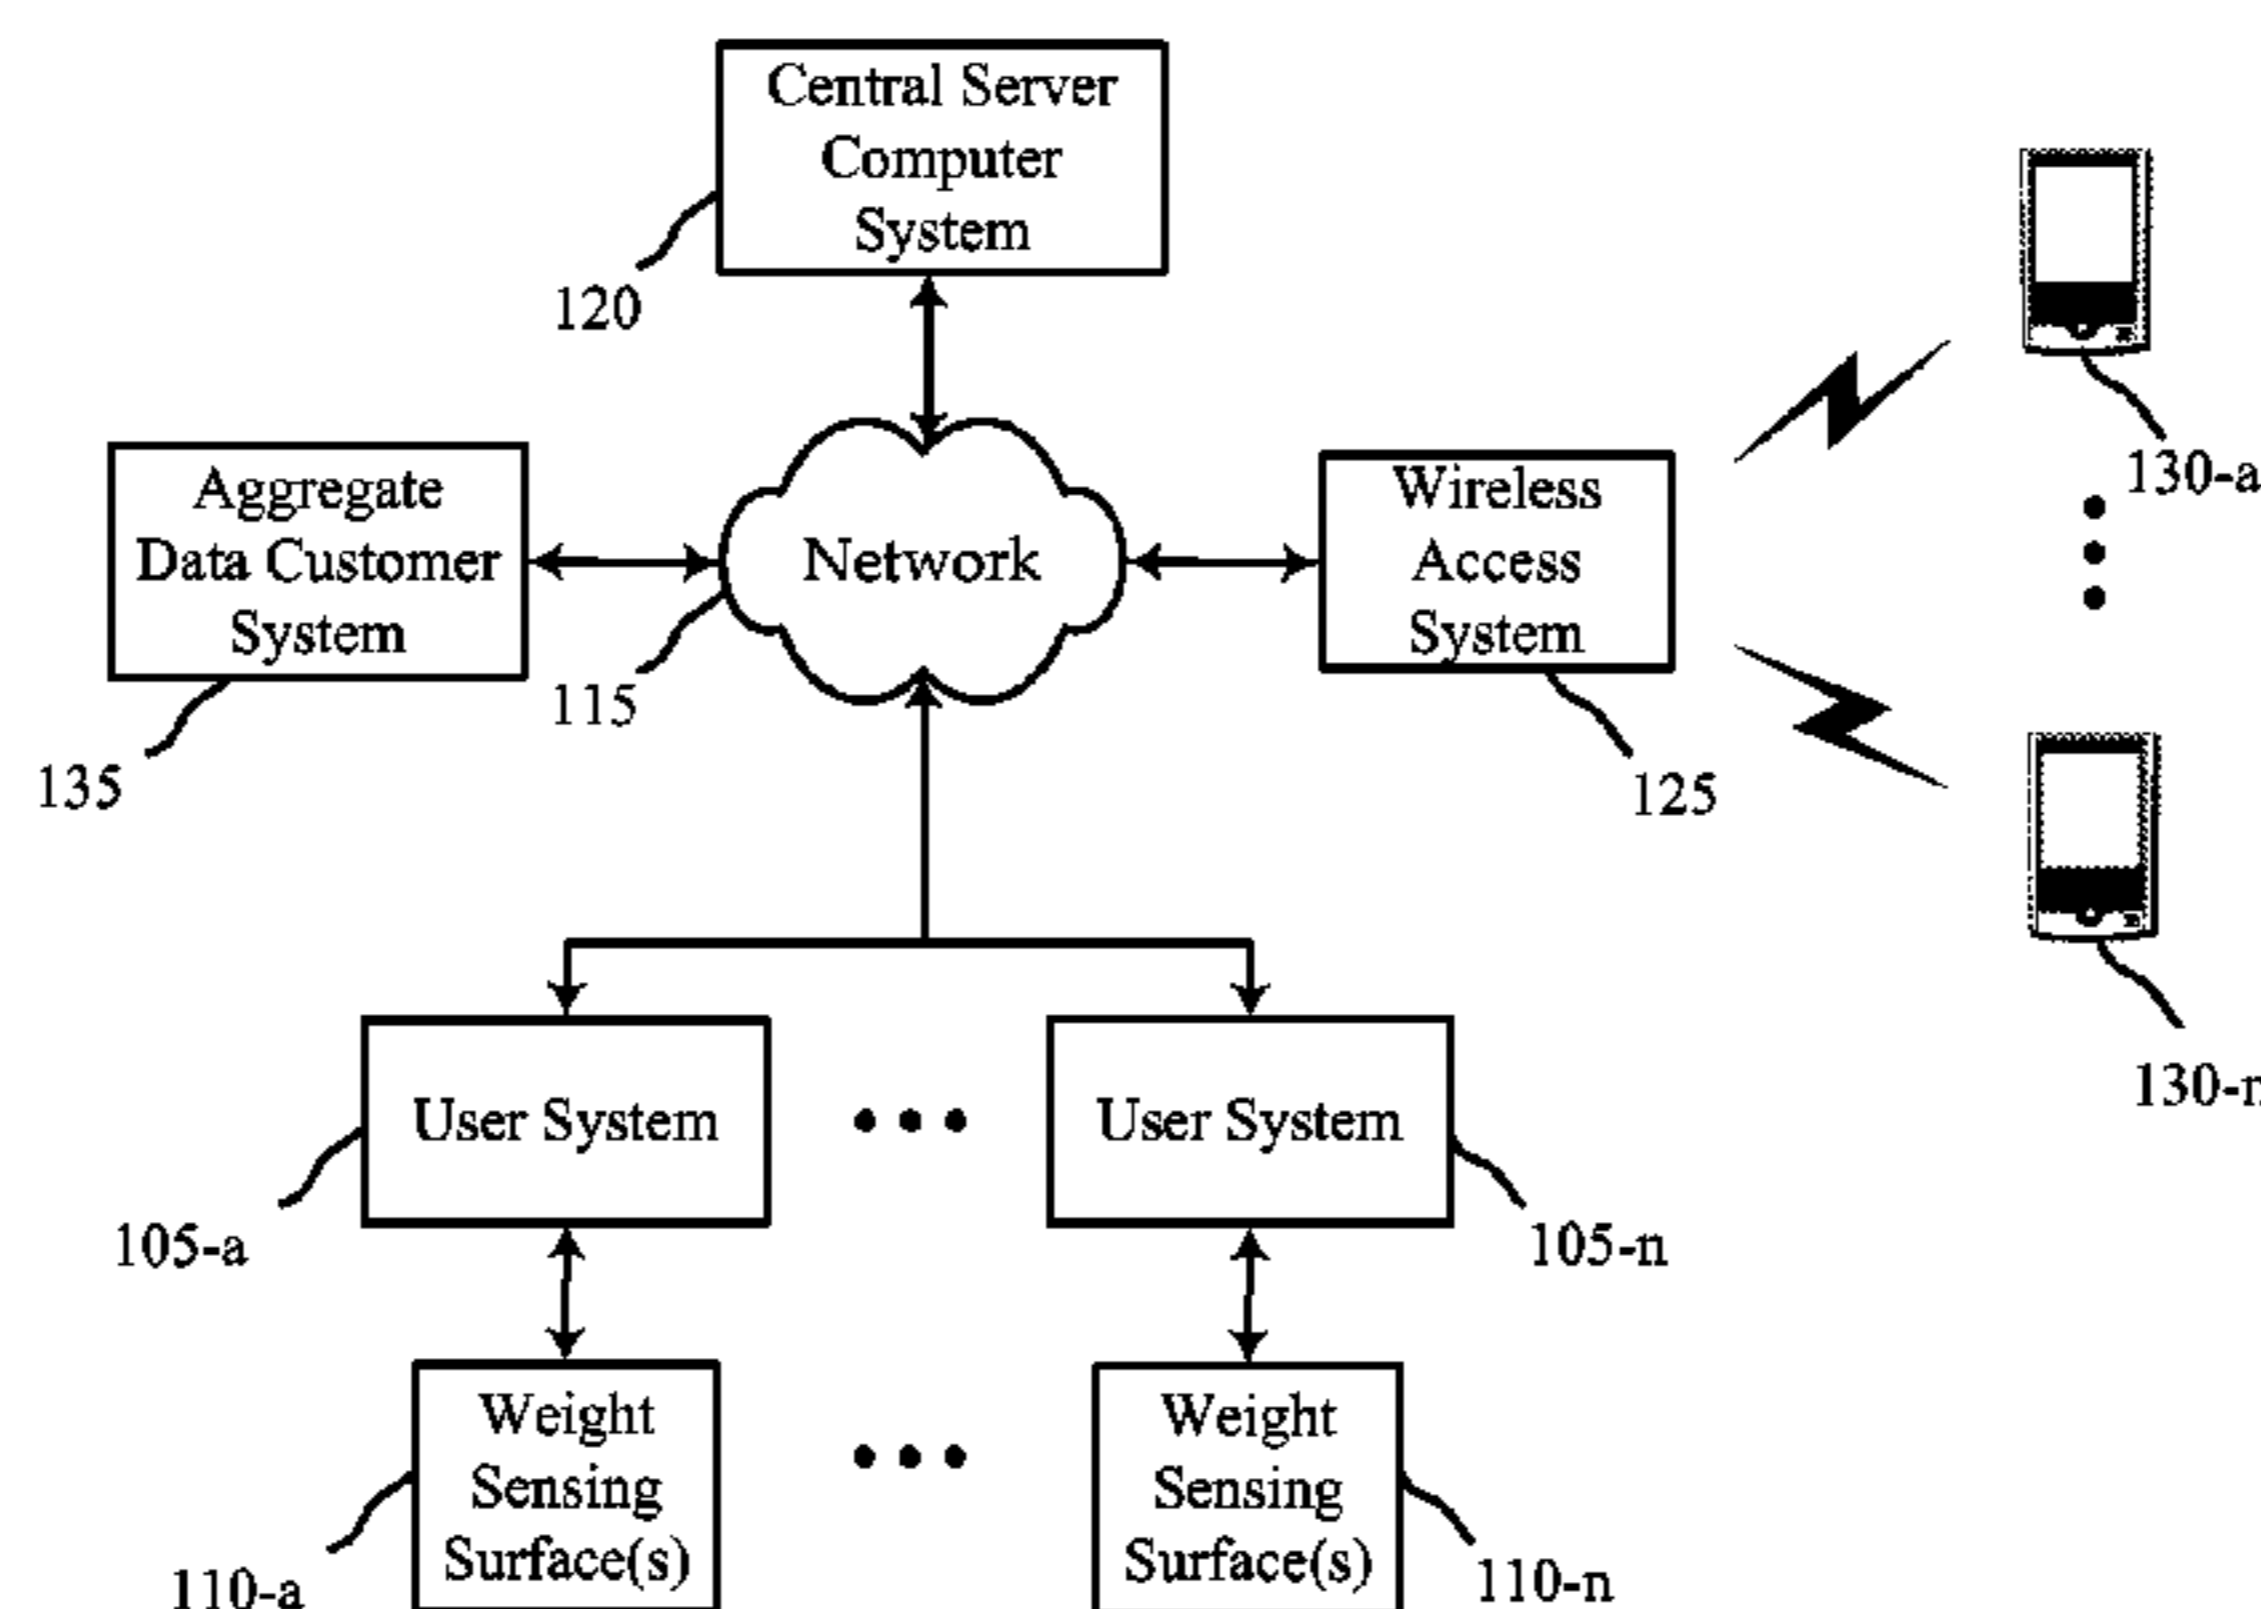 Central Server
Computer
System
120
130-a
Aggregate
Data Customer
System
Network
Wireless
Access
System
115
135
125
130-n
User System
User System
105-a
105-n
Weight
Sensing
Surface(s)
Weight
Sensing
Surface(s)
110-a
110-n